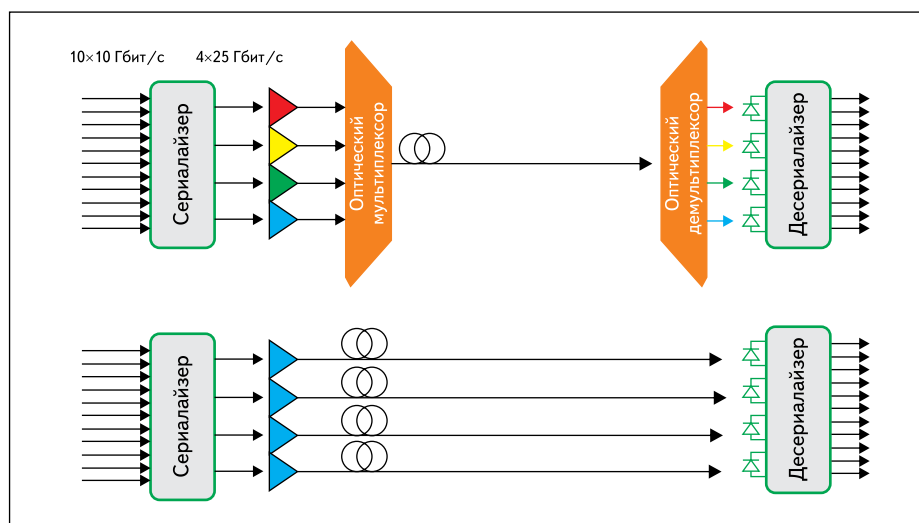 10×10 Гбит/с
4×25 Гбит/с
Сериалайзер
Оптический
мультиплексор
Оптический
демультиплексор
Десериалайзер
Сериалайзер
Десериалайзер